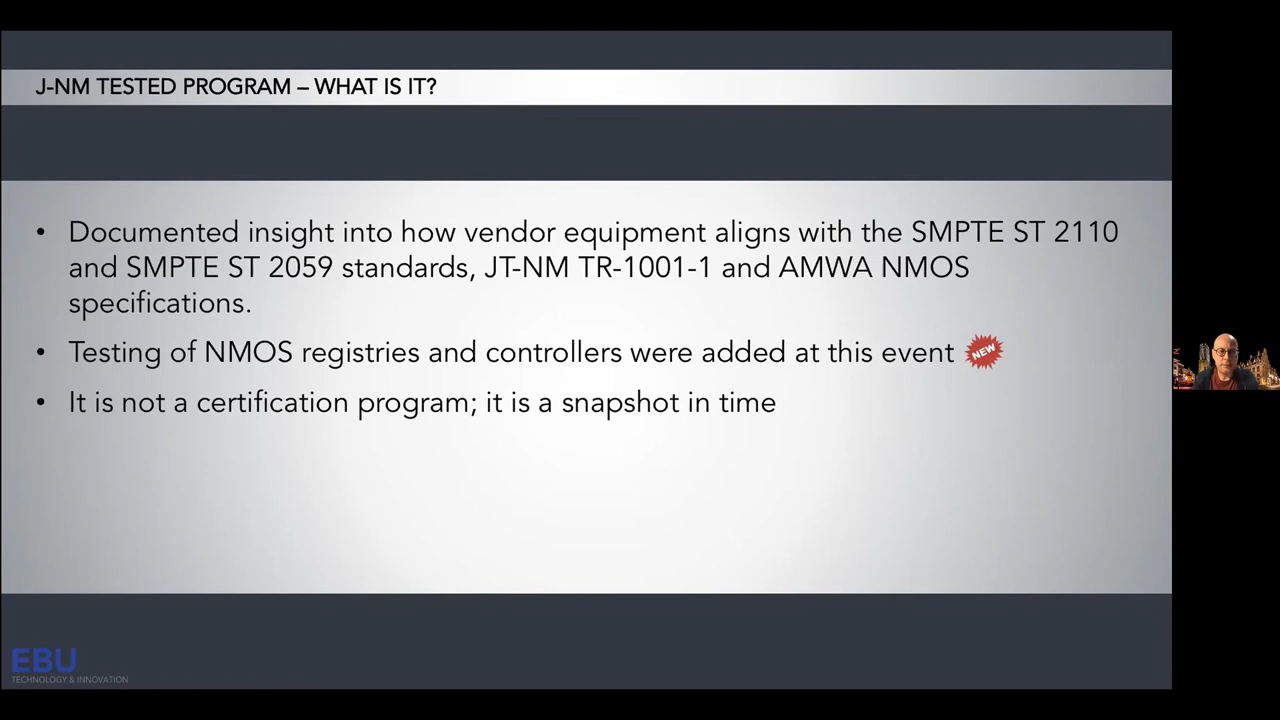 J-NM TESTED PROGRAM – WHAT IS IT?
• Documented insight into how vendor equipment aligns with the SMPTE ST 2110
and SMPTE ST 2059 standards, JT-NM TR-1001-1 and AMWA NMOS
specifications.
• Testing of NMOS registries and controllers were added at this event NEW
• It is not a certification program; it is a snapshot in time
EBU
TECHNOLOGY & INNOVATION